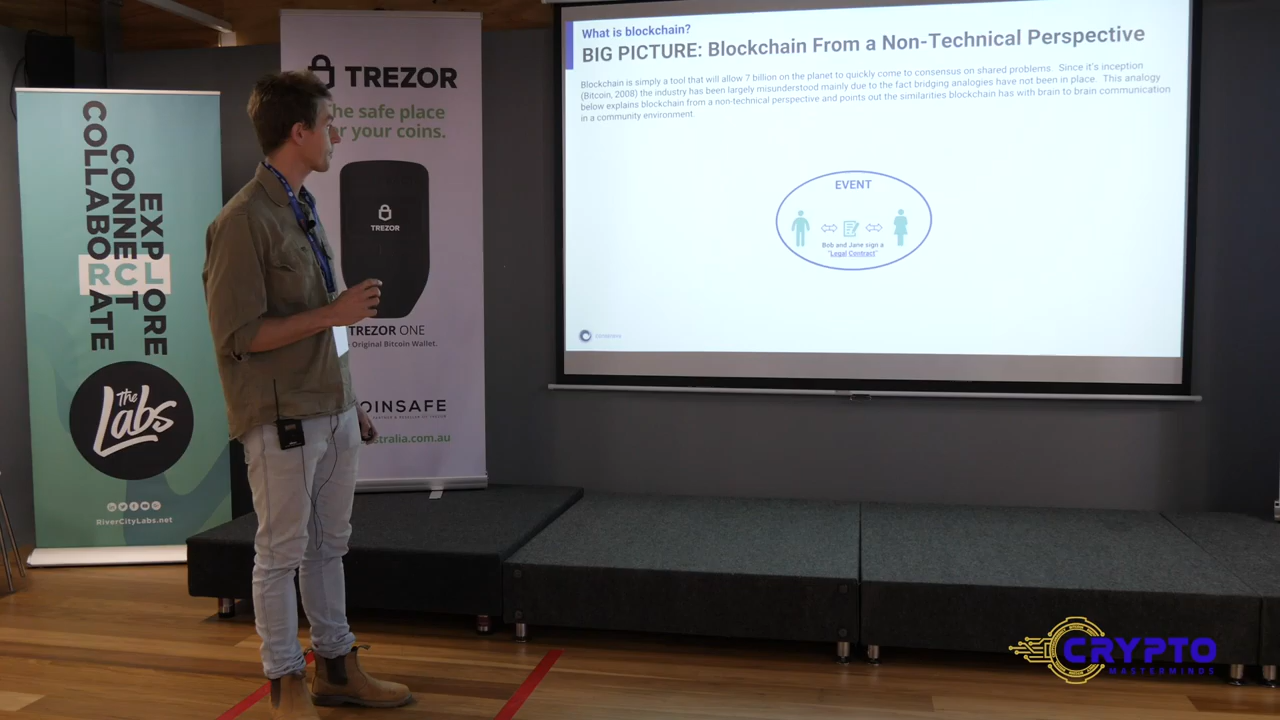 COLLABORATE
CONNECT
EXPLORE
RCL
the
Labs
RiverCityLabs.net
TREZOR
he safe place
r your coins.
TREZOR
TREZOR ONE
Original Bitcoin Wallet.
OINSAFE
stralia.com.au
What is blockchain?
BIG PICTURE: Blockchain From a Non-Technical Perspective
Blockchain is simply a tool that will allow 7 billion on the planet to quickly come to consensus on shared problems. Since it's inception
(Bitcoin, 2008) the industry has been largely misunderstood mainly due to the fact bridging analogies have not been in place. This analogy
below explains blockchain from a non-technical perspective and points out the similarities blockchain has with brain to brain communication
in a community environment.
EVENT
Bob and Jane sign a
"Legal Contract"
CRYPTO
MASTERMINDS